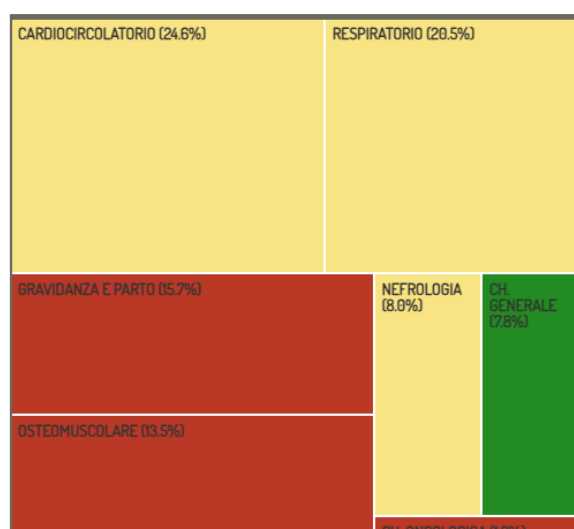 CARDIOCIRCOLATORIO (24.6%)
RESPIRATORIO (20.5%)
GRAVIDANZA E PARTO (15.7%)
NEFROLOGIA
(8.0%)
CH.
GENERALE
(7.8%)
OSTEOMUSCOLARE (13.5%)